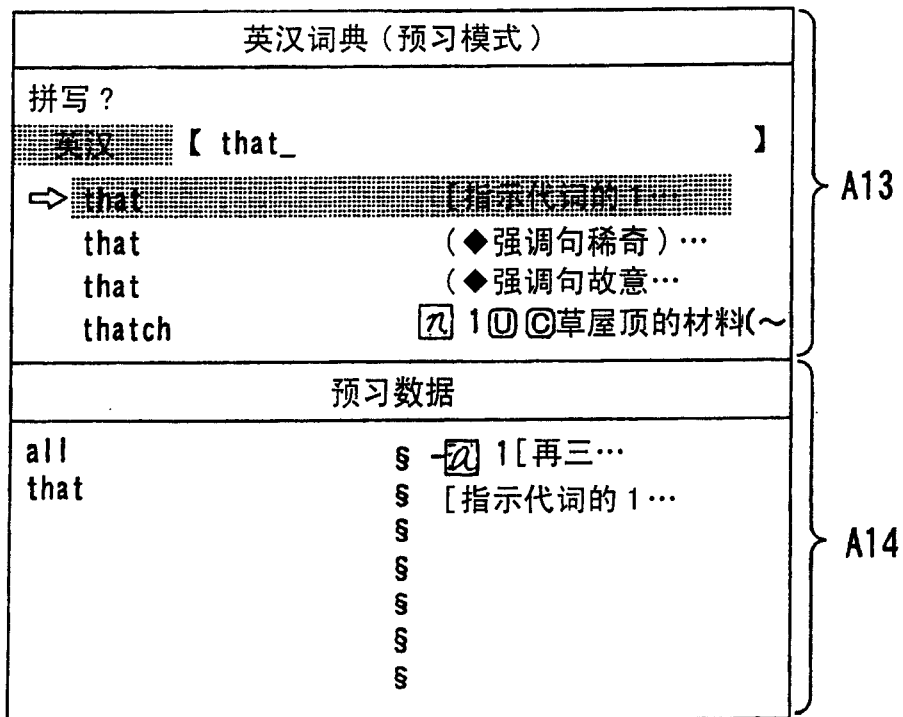 英汉词典(预习模式)
拼写?
英汉 【 that_ 】
⇨ that [指示代词的1…
that (◆强调句稀奇)…
that (◆强调句故意…
thatch n 1 U C 草屋顶的材料(~
A13
预习数据
all § -a 1[再三…
that § [指示代词的1…
§
§
§
§
§
A14